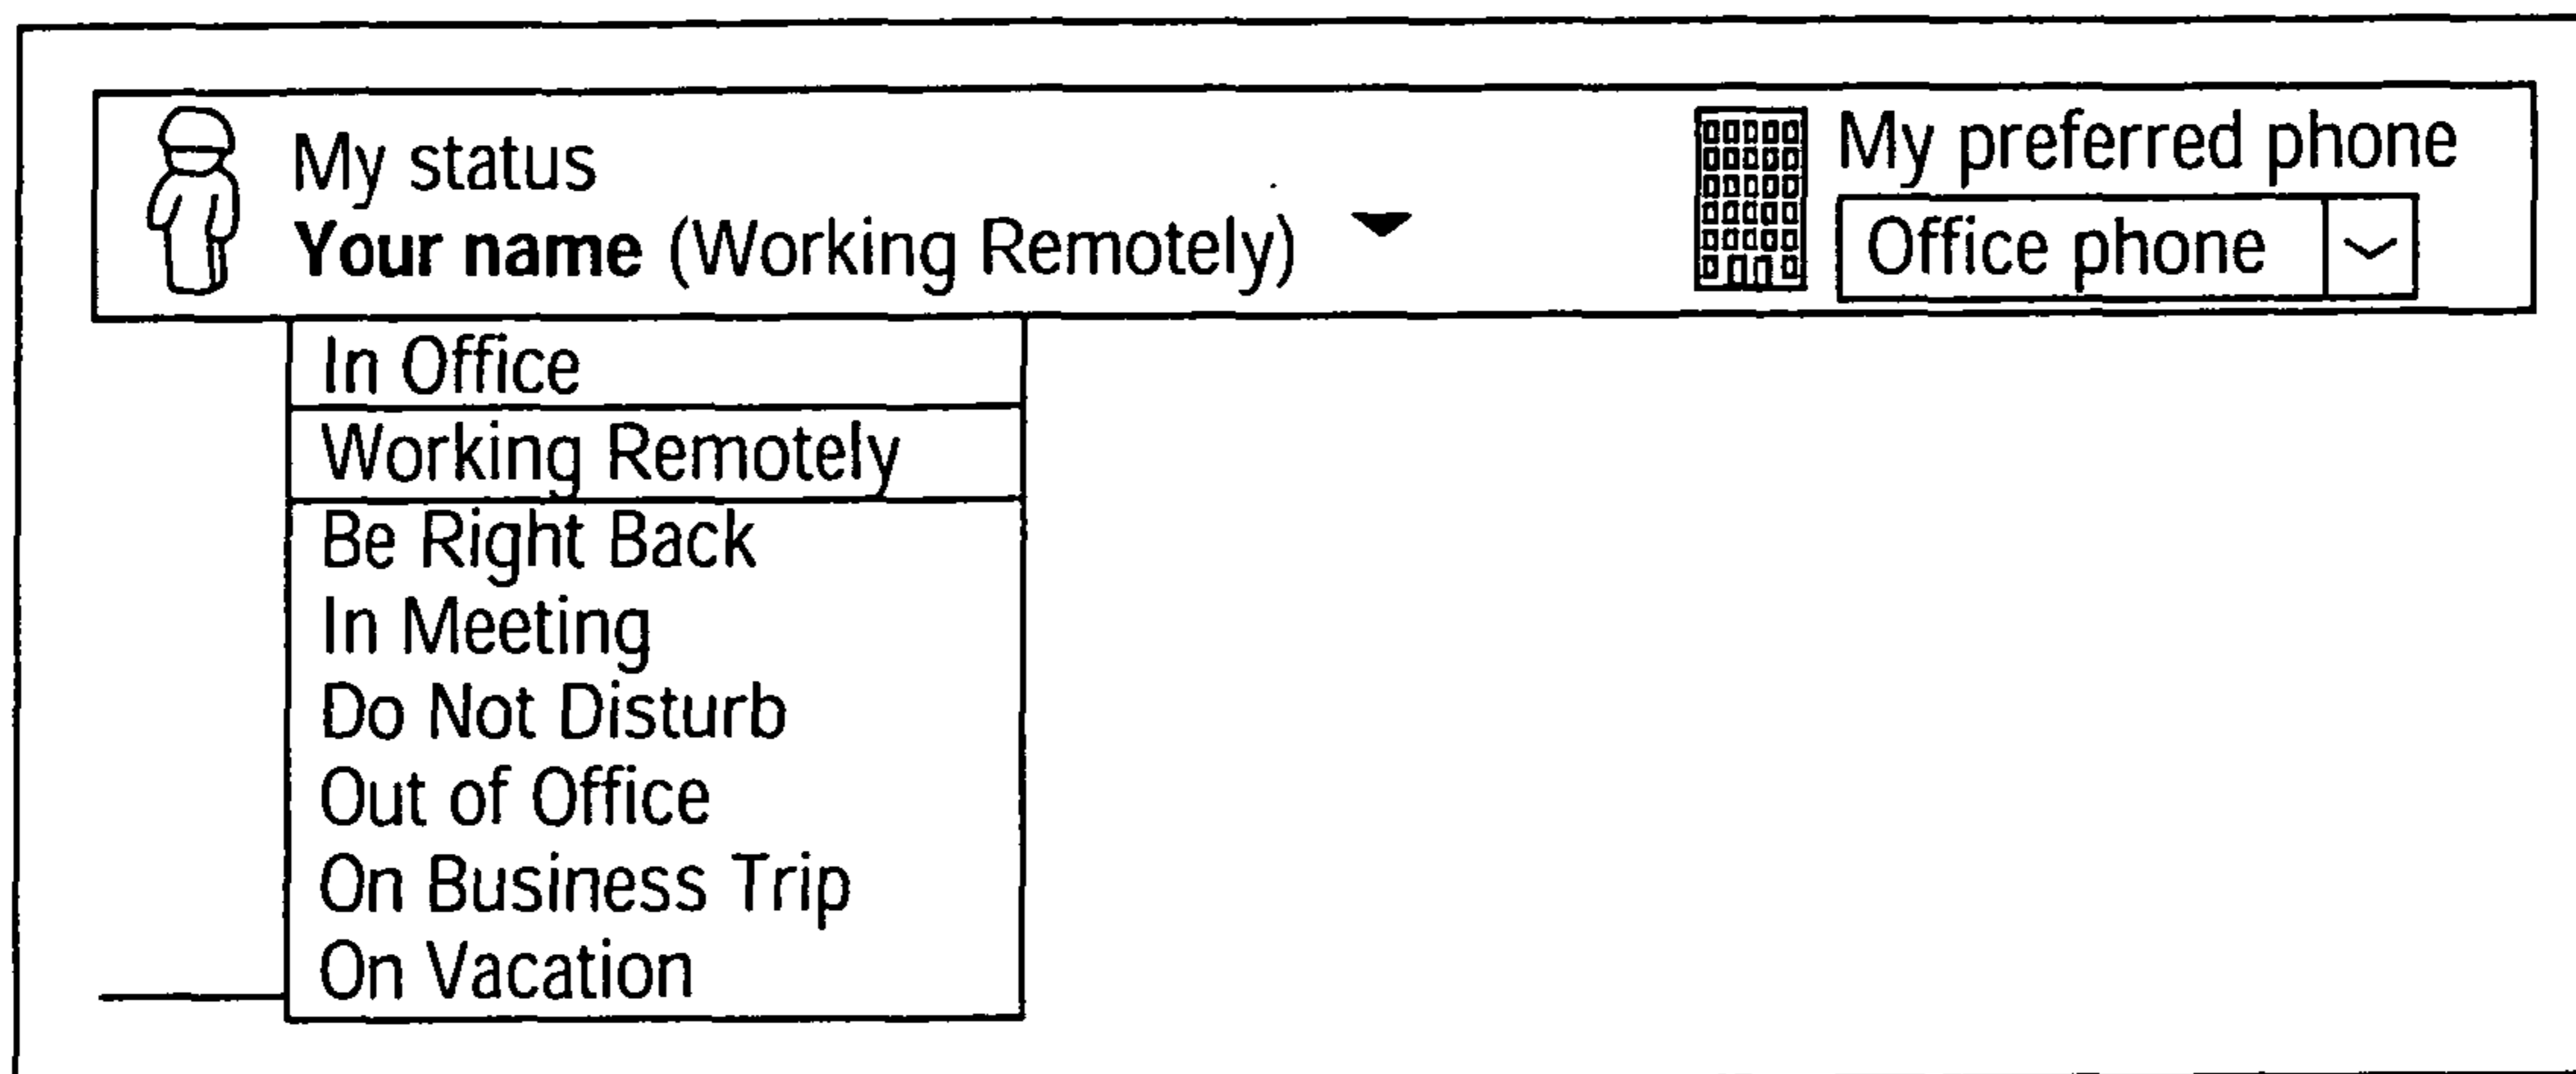 My status
Your name (Working Remotely)
My preferred phone
Office phone
In Office
Working Remotely
Be Right Back
In Meeting
Do Not Disturb
Out of Office
On Business Trip
On Vacation